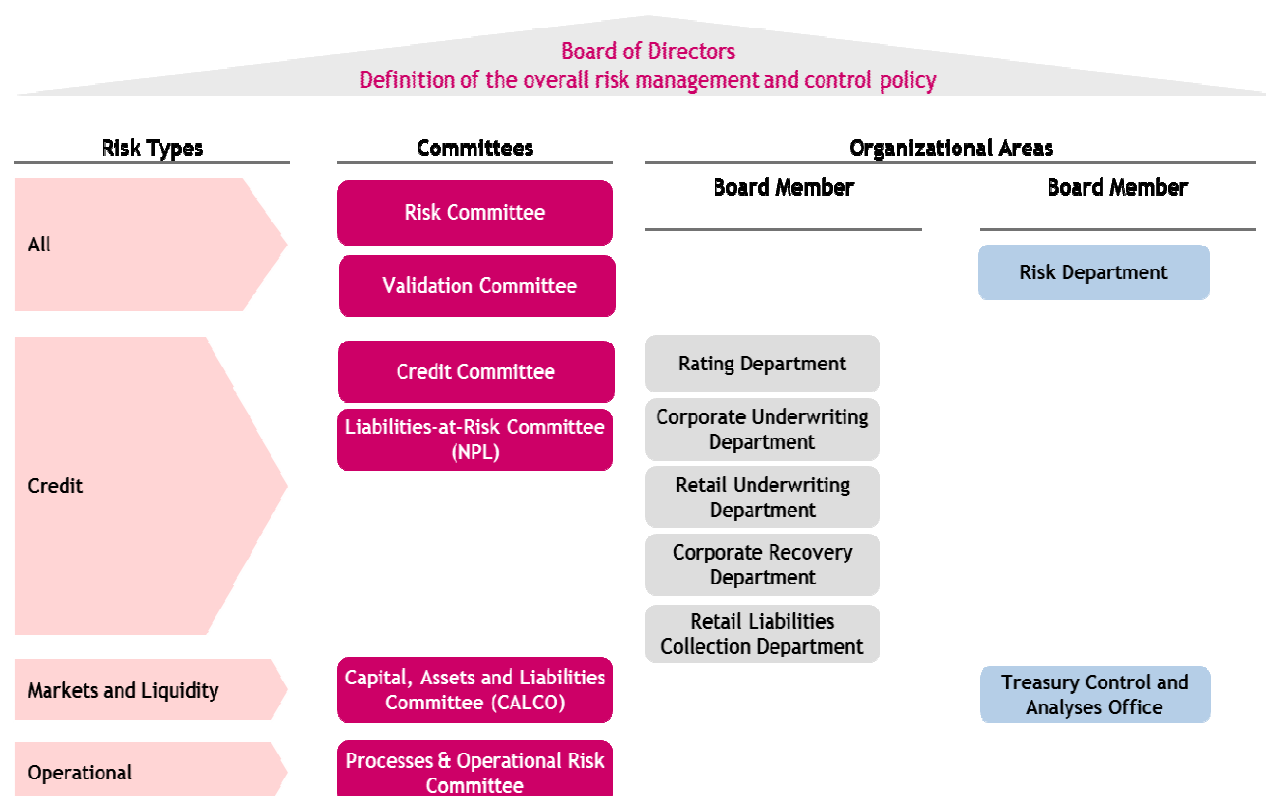 Board of Directors
Definition of the overall risk management and control policy
Risk Types
Committees
Organizational Areas
Board Member
Board Member
All
Risk Committee
Validation Committee
Risk Department
Credit
Credit Committee
Liabilities-at-Risk Committee
(NPL)
Rating Department
Corporate Underwriting
Department
Retail Underwriting
Department
Corporate Recovery
Department
Retail Liabilities
Collection Department
Markets and Liquidity
Capital, Assets and Liabilities
Committee (CALCO)
Treasury Control and
Analyses Office
Operational
Processes & Operational Risk
Committee